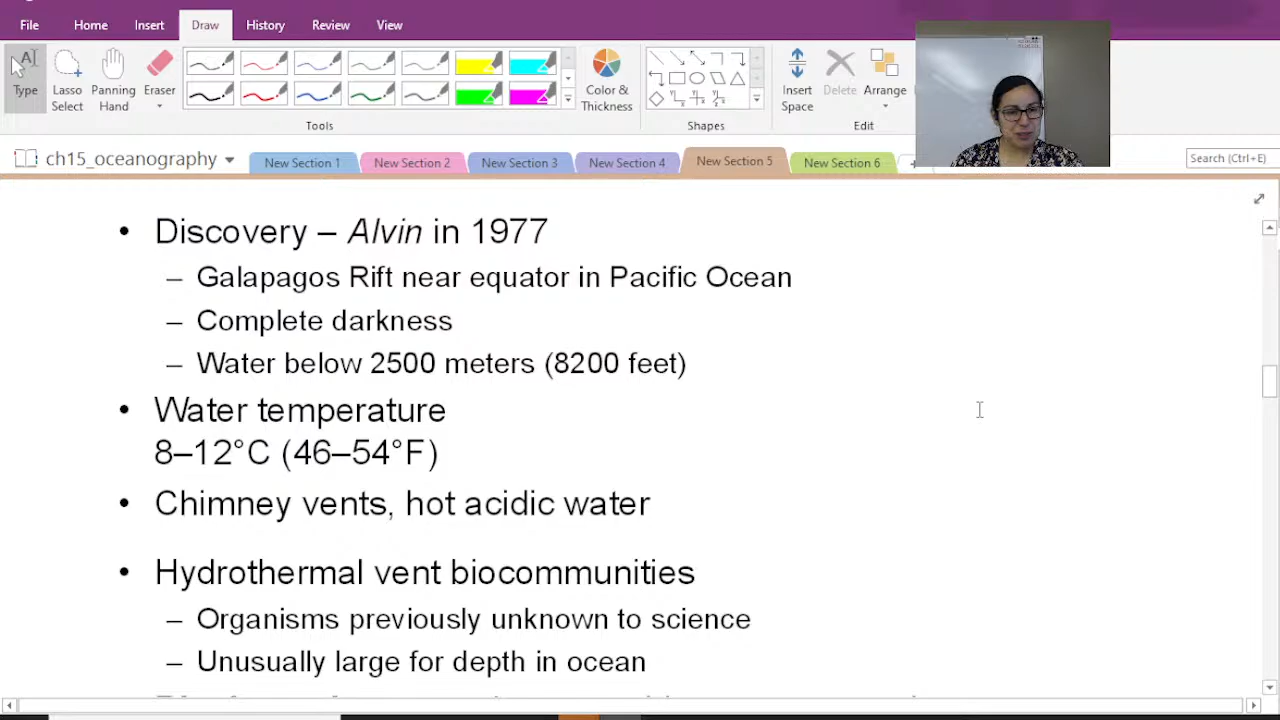 File Home Insert Draw History Review View
Type
Lasso Select
Panning Hand
Eraser
Color & Thickness
Insert Space
Delete
Arrange
Tools
Shapes
Edit
ch15_oceanography
New Section 1 New Section 2 New Section 3 New Section 4 New Section 5 New Section 6
Search (Ctrl+E)
• Discovery – Alvin in 1977
– Galapagos Rift near equator in Pacific Ocean
– Complete darkness
– Water below 2500 meters (8200 feet)
• Water temperature
8–12°C (46–54°F)
• Chimney vents, hot acidic water
• Hydrothermal vent biocommunities
– Organisms previously unknown to science
– Unusually large for depth in ocean